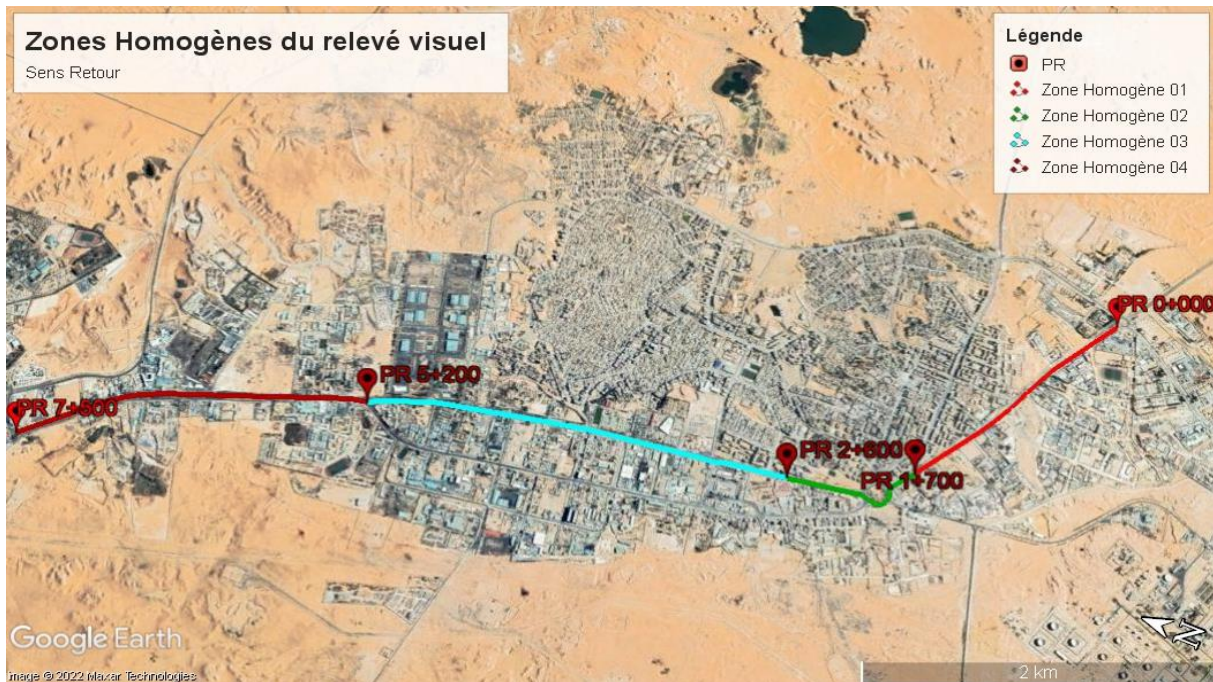 Zones Homogènes du relevé visuel
Sens Retour
Légende
PR
Zone Homogène 01
Zone Homogène 02
Zone Homogène 03
Zone Homogène 04
PR 0+000
PR 5+200
PR 7+500
PR 2+600
PR 1+700
Google Earth
N
Image © 2022 Maxar Technologies
2 km